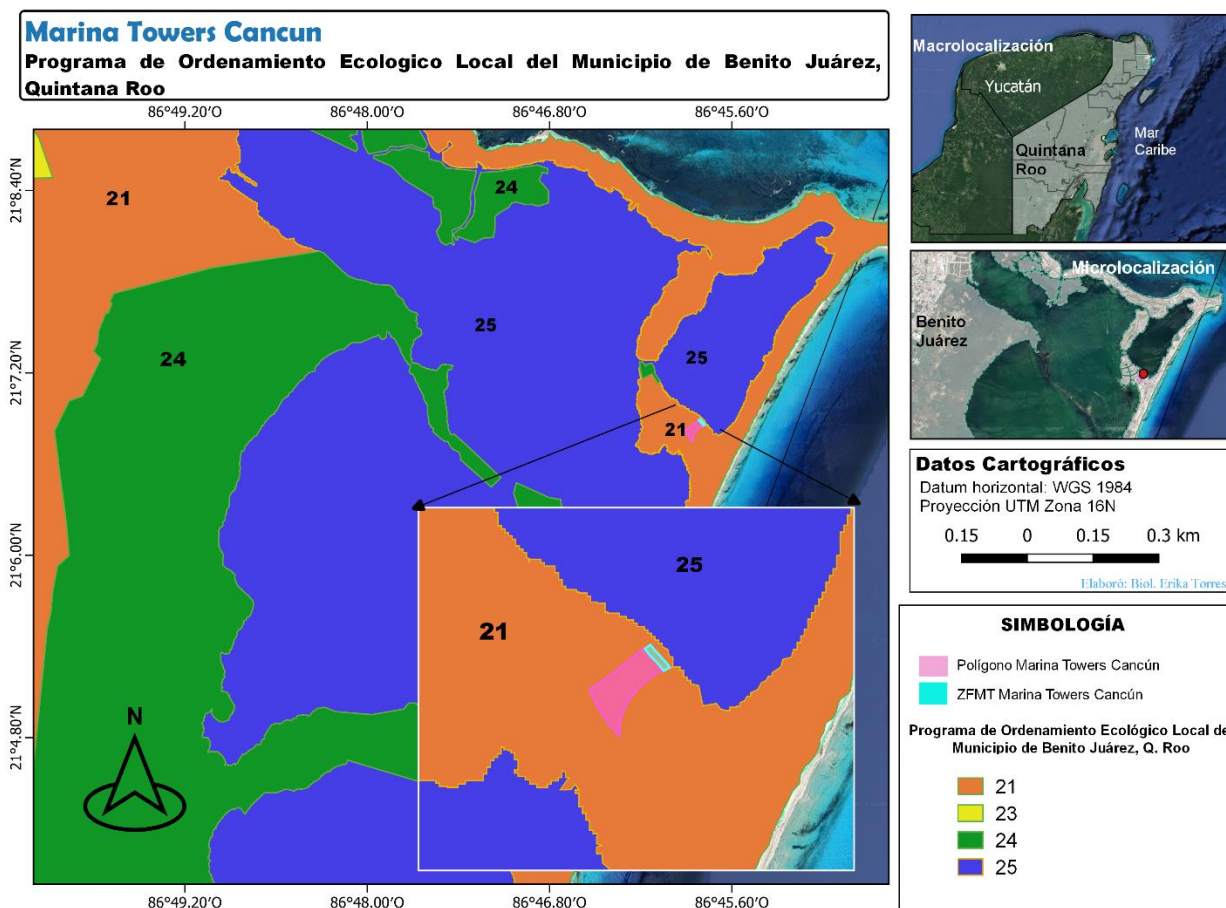 Marina Towers Cancun
Programa de Ordenamiento Ecologico Local del Municipio de Benito Juárez,
Quintana Roo
86°49.20'O 86°48.00'O 86°46.80'O 86°45.60'O
21°8.40'N
21°7.20'N
21°6.00'N
21°4.80'N
21
24
25
24
25
21
25
21
N
86°49.20'O 86°48.00'O 86°46.80'O 86°45.60'O
Macrolocalización
Yucatán
Quintana
Roo
Mar
Caribe
Microlocalización
Benito
Juárez
Datos Cartográficos
Datum horizontal: WGS 1984
Proyección UTM Zona 16N
0.15 0 0.15 0.3 km
Elaboró: Biol. Erika Torres
SIMBOLOGÍA
Polígono Marina Towers Cancún
ZFMT Marina Towers Cancún
Programa de Ordenamiento Ecológico Local de
Municipio de Benito Juárez, Q. Roo
21
23
24
25